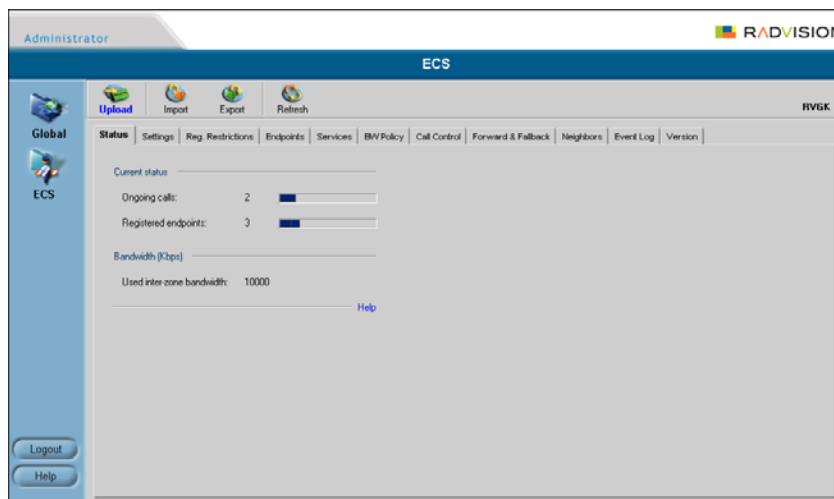 Administrator
RADVISION
ECS
Upload Import Export Refresh
RVGK
Global
ECS
Status Settings Reg. Restrictions Endpoints Services BW Policy Call Control Forward & Fallback Neighbors Event Log Version
Current status
Ongoing calls: 2
Registered endpoints: 3
Bandwidth (Kbps)
Used inter-zone bandwidth: 10000
Help
Logout
Help